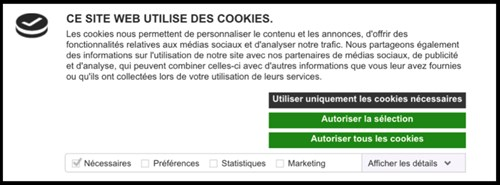 CE SITE WEB UTILISE DES COOKIES.
Les cookies nous permettent de personnaliser le contenu et les annonces, d'offrir des
fonctionnalités relatives aux médias sociaux et d'analyser notre trafic. Nous partageons également
des informations sur l'utilisation de notre site avec nos partenaires de médias sociaux, de publicité
et d'analyse, qui peuvent combiner celles-ci avec d'autres informations que vous leur avez fournies
ou qu'ils ont collectées lors de votre utilisation de leurs services.
Utiliser uniquement les cookies nécessaires
Autoriser la sélection
Autoriser tous les cookies
Nécessaires Préférences Statistiques Marketing Afficher les détails